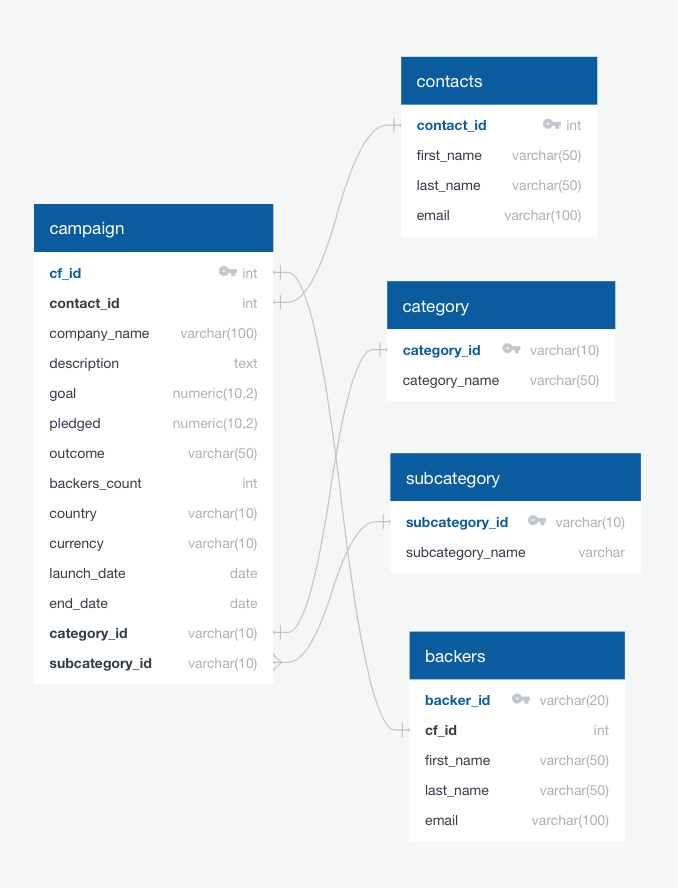 contacts
contact_id int
first_name varchar(50)
last_name varchar(50)
email varchar(100)
campaign
cf_id int
contact_id int
company_name varchar(100)
description text
goal numeric(10,2)
pledged numeric(10,2)
outcome varchar(50)
backers_count int
country varchar(10)
currency varchar(10)
launch_date date
end_date date
category_id varchar(10)
subcategory_id varchar(10)
category
category_id varchar(10)
category_name varchar(50)
subcategory
subcategory_id varchar(10)
subcategory_name varchar
backers
backer_id varchar(20)
cf_id int
first_name varchar(50)
last_name varchar(50)
email varchar(100)